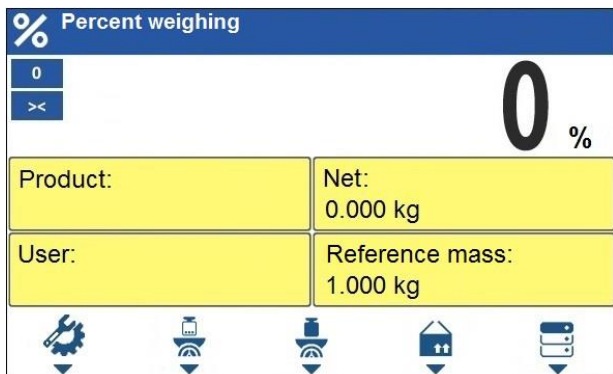 % Percent weighing
0
><
0 %
Product:
Net:
0.000 kg
User:
Reference mass:
1.000 kg